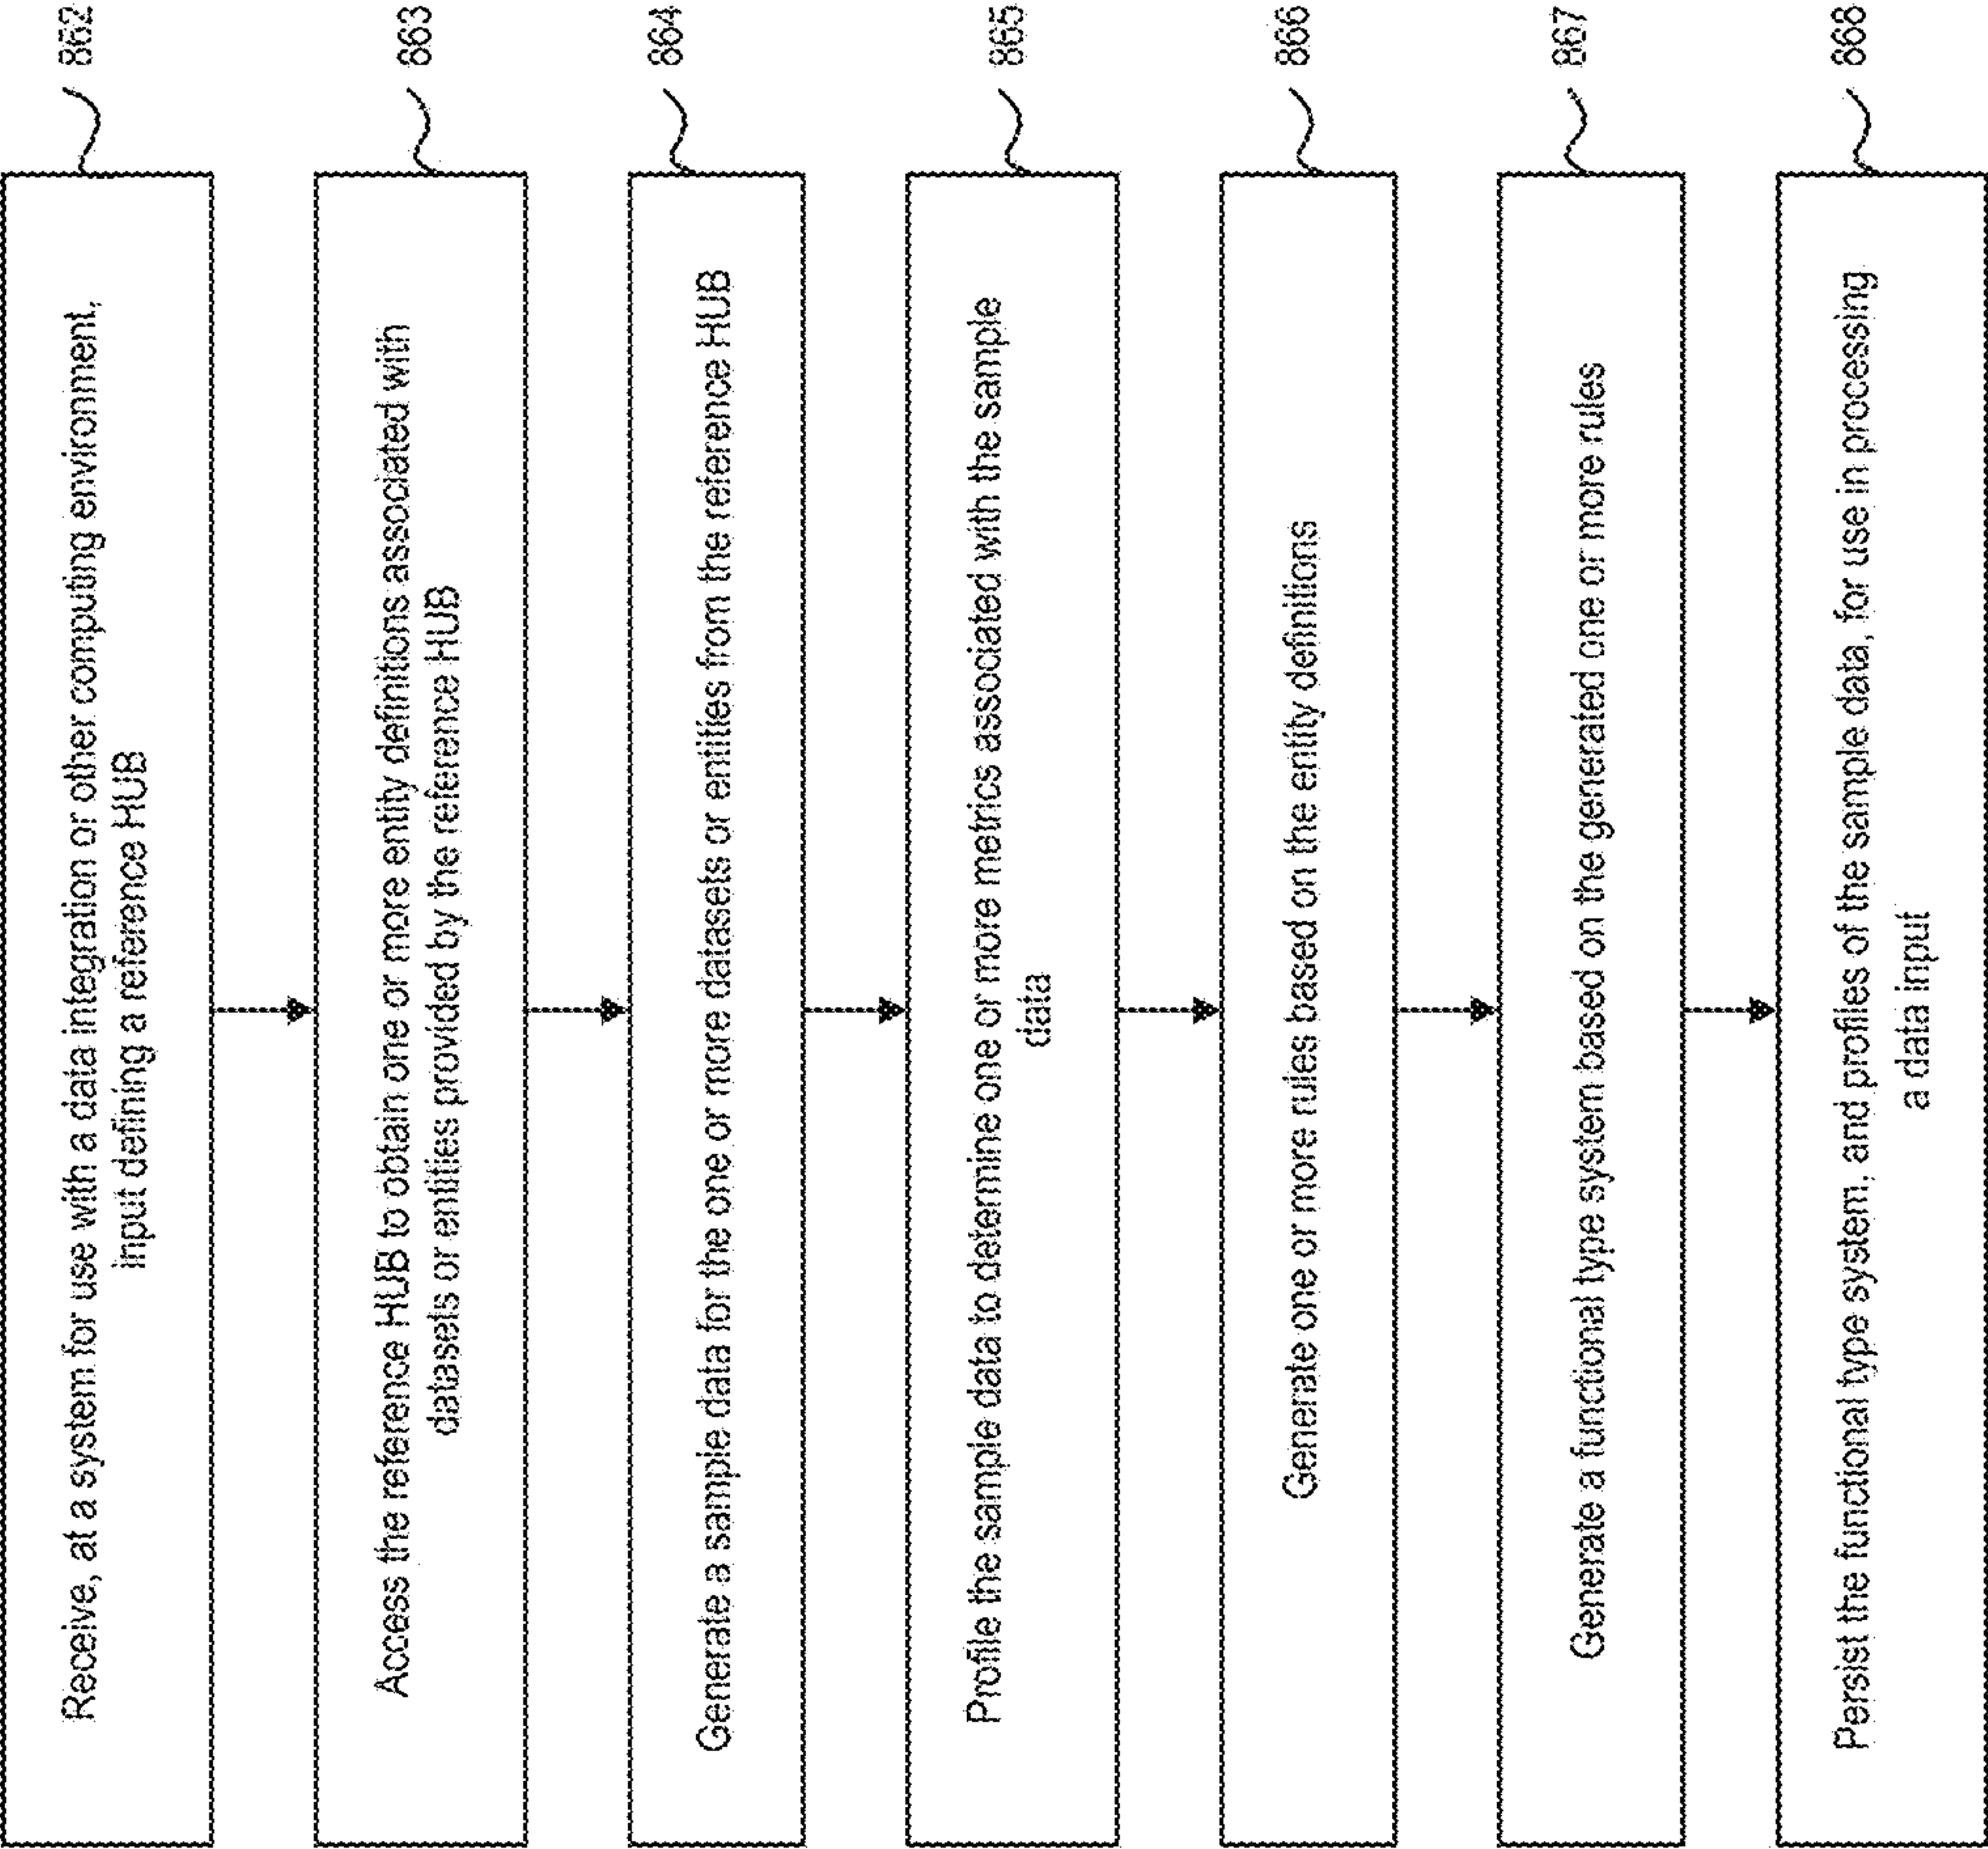 862
Receive, at a system for use with a data integration or other computing environment,
input defining a reference HUB
863
Access the reference HUB to obtain one or more entity definitions associated with
datasets or entities provided by the reference HUB
864
Generate a sample data for the one or more datasets or entities from the reference HUB
865
Profile the sample data to determine one or more metrics associated with the sample
data
866
Generate one or more rules based on the entity definitions
867
Generate a functional type system based on the generated one or more rules
868
Persist the functional type system, and profiles of the sample data, for use in processing
a data input